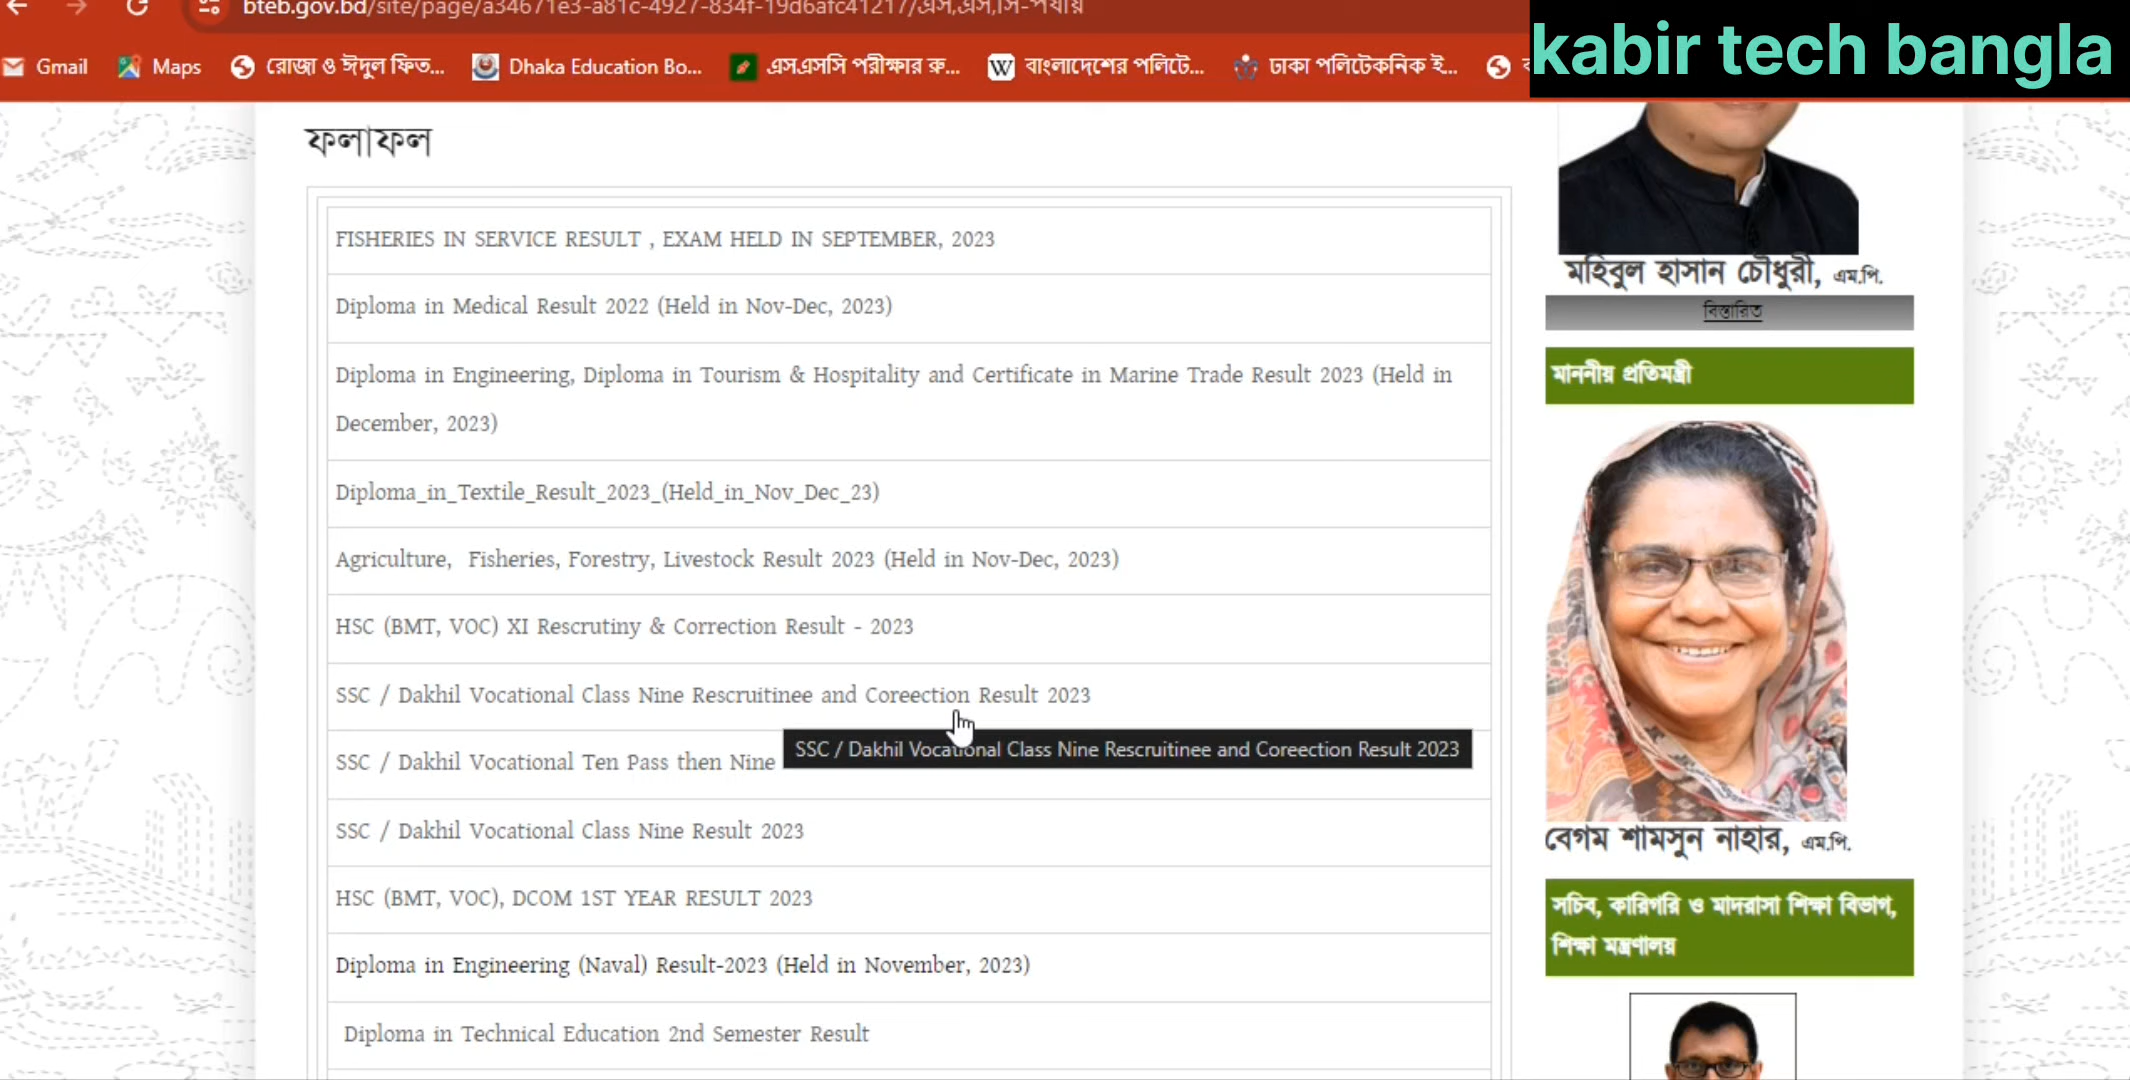 bteb.gov.bd/site/page/a34671e3-a81c-4927-834f-19d6afc41217/এস,এস,সি-পর্যায়
kabir tech bangla
Gmail
Maps
রোজা ও ঈদুল ফিত...
Dhaka Education Bo...
এসএসসি পরীক্ষার রু...
বাংলাদেশের পলিটে...
ঢাকা পলিটেকনিক ই...
ফলাফল
FISHERIES IN SERVICE RESULT , EXAM HELD IN SEPTEMBER, 2023
Diploma in Medical Result 2022 (Held in Nov-Dec, 2023)
Diploma in Engineering, Diploma in Tourism & Hospitality and Certificate in Marine Trade Result 2023 (Held in
December, 2023)
Diploma_in_Textile_Result_2023_(Held_in_Nov_Dec_23)
Agriculture, Fisheries, Forestry, Livestock Result 2023 (Held in Nov-Dec, 2023)
HSC (BMT, VOC) XI Rescrutiny & Correction Result - 2023
SSC / Dakhil Vocational Class Nine Rescruitinee and Coreection Result 2023
SSC / Dakhil Vocational Class Nine Rescruitinee and Coreection Result 2023
SSC / Dakhil Vocational Ten Pass then Nine
SSC / Dakhil Vocational Class Nine Result 2023
HSC (BMT, VOC), DCOM 1ST YEAR RESULT 2023
Diploma in Engineering (Naval) Result-2023 (Held in November, 2023)
Diploma in Technical Education 2nd Semester Result
মহিবুল হাসান চৌধুরী, এম.পি.
বিস্তারিত
মাননীয় প্রতিমন্ত্রী
বেগম শামসুন নাহার, এম.পি.
সচিব, কারিগরি ও মাদরাসা শিক্ষা বিভাগ,
শিক্ষা মন্ত্রণালয়